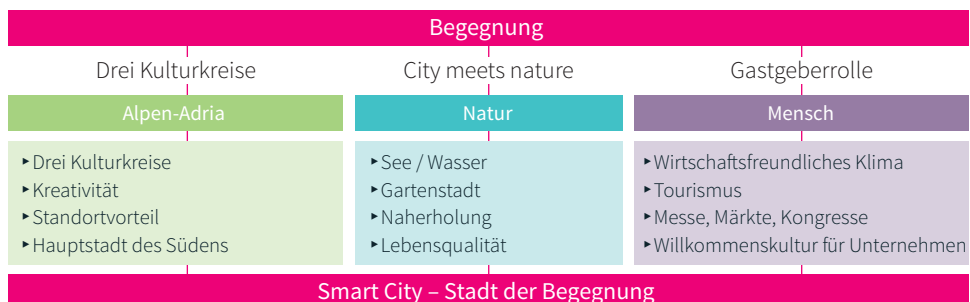 Begegnung
Drei Kulturkreise
City meets nature
Gastgeberrolle
Alpen-Adria
Natur
Mensch
▸Drei Kulturkreise
▸Kreativität
▸Standortvorteil
▸Hauptstadt des Südens
▸See / Wasser
▸Gartenstadt
▸Naherholung
▸Lebensqualität
▸Wirtschaftsfreundliches Klima
▸Tourismus
▸Messe, Märkte, Kongresse
▸Willkommenskultur für Unternehmen
Smart City – Stadt der Begegnung